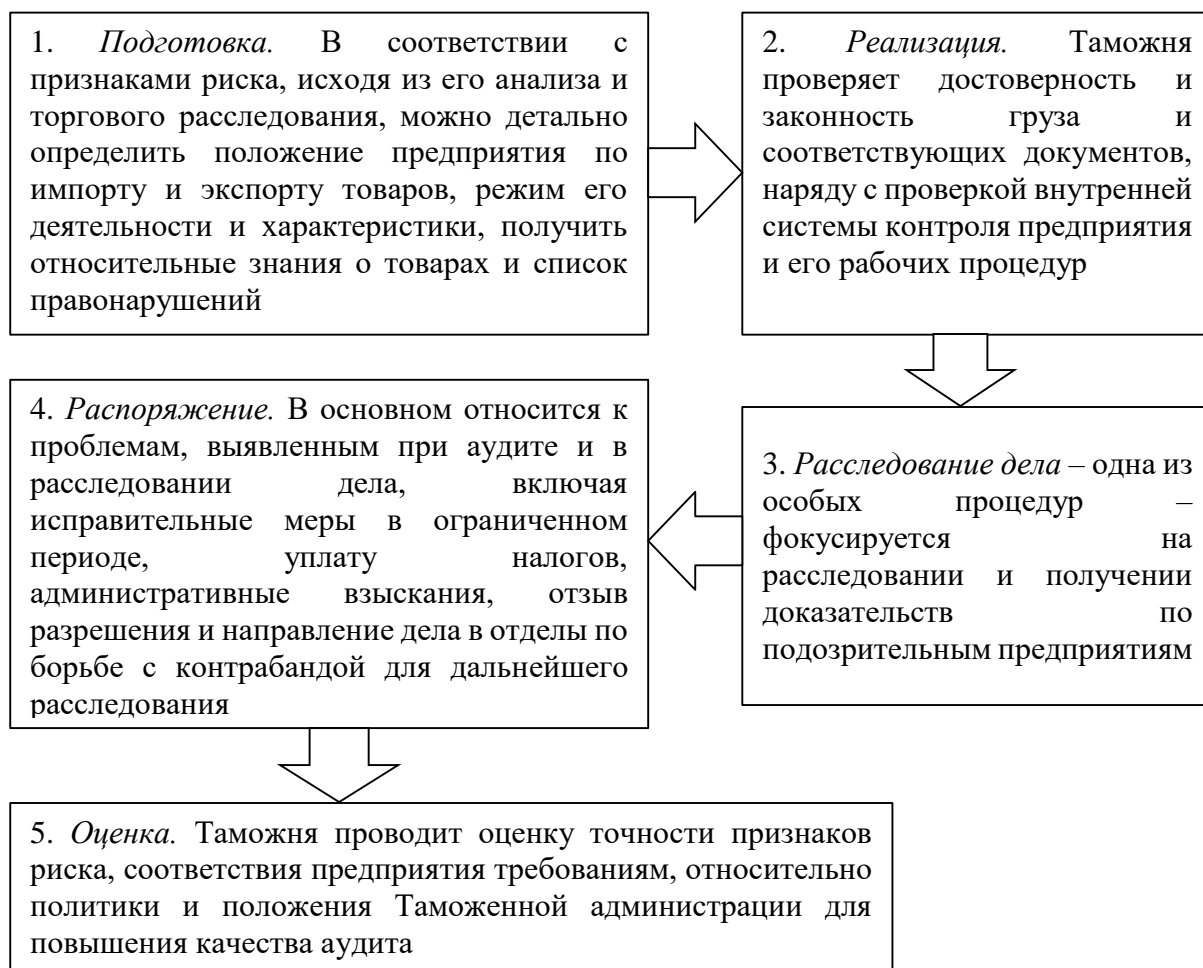 1. Подготовка. В соответствии с
признаками риска, исходя из его анализа и
торгового расследования, можно детально
определить положение предприятия по
импорту и экспорту товаров, режим его
деятельности и характеристики, получить
относительные знания о товарах и список
правонарушений
2. Реализация. Таможня
проверяет достоверность и
законность груза и
соответствующих документов,
наряду с проверкой внутренней
системы контроля предприятия
и его рабочих процедур
3. Расследование дела – одна из
особых процедур –
фокусируется на
расследовании и получении
доказательств по
подозрительным предприятиям
4. Распоряжение. В основном относится к
проблемам, выявленным при аудите и в
расследовании дела, включая
исправительные меры в ограниченном
периоде, уплату налогов,
административные взыскания, отзыв
разрешения и направление дела в отделы по
борьбе с контрабандой для дальнейшего
расследования
5. Оценка. Таможня проводит оценку точности признаков
риска, соответствия предприятия требованиям, относительно
политики и положения Таможенной администрации для
повышения качества аудита